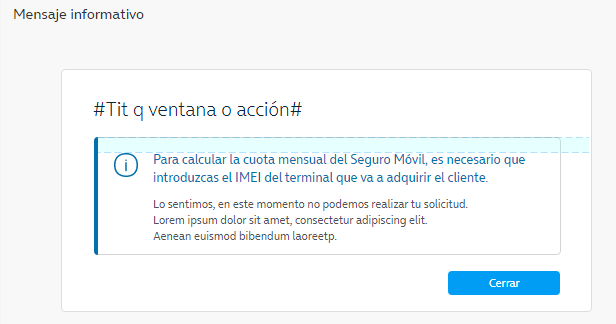 Mensaje informativo
#Tit q ventana o acción#
Para calcular la cuota mensual del Seguro Móvil, es necesario que
introduzcas el IMEI del terminal que va a adquirir el cliente.
Lo sentimos, en este momento no podemos realizar tu solicitud.
Lorem ipsum dolor sit amet, consectetur adipiscing elit.
Aenean euismod bibendum laoreetp.
Cerrar